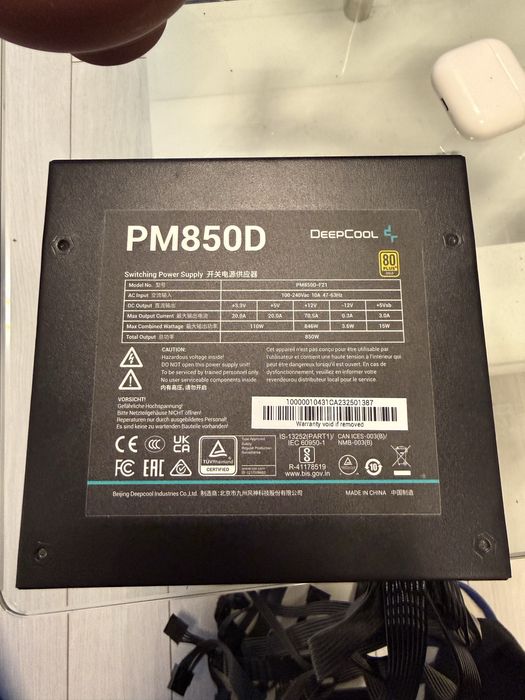 PM850D
DEEPCOOL
80 PLUS
GOLD
Switching Power Supply 开关电源供应器
Model No. 型号 PM850D-F21
AC Input 交流输入 100-240Vac 10A 47-63Hz
DC Output 直流输出 +3.3V +5V +12V -12V +5Vsb
Max Output Current 最大输出电流 20.0A 20.0A 70.5A 0.3A 3.0A
Max Combined Wattage 最大输出功率 110W 846W 3.6W 15W
Total Output 总功率 850W
CAUTION:
Hazardous voltage inside!
DO NOT open this power supply unit!
To be serviced by trained personnel only.
No user serviceable components inside.
内有高压, 请勿开启
Cet appareil n'est pas conçu pour être utilisable par
l'utilisateur et contient une haute tension à l'intérieur qui
peut être dangereux lorsqu'il est ouvert. En cas de
dysfonctionnement, veuillez en informer votre
revendeur distributeur local pour le service.
VORSICHT!
Gefährliche Hochspannung!
Bitte Netzteilgehäuse NICHT öffnen!
Reparaturen nur durch ausgebildetes Personal!
Es sind keine zu wartenden Bauteile vorhanden!
10000010431CA232501387
Warranty void if removed
CE CCC UK CA
TÜVRheinland
CERTIFIED
Type Approved
Safety
Regular Production
Surveillance
IS-13252(PART1)/
IEC 60950-1
R-41178519
www.bis.gov.in
CAN ICES-003(B)/
NMB-003(B)
FC EAC
10
Beijing Deepcool Industries Co., Ltd. 制造商: 北京市九州风神科技股份有限公司
MADE IN CHINA 中国制造